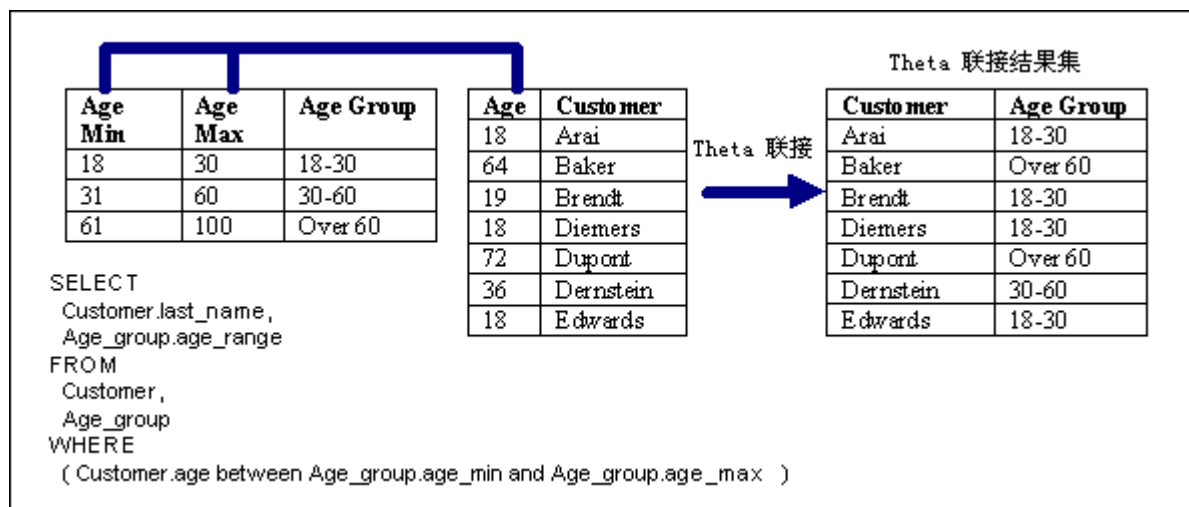 Theta 联接结果集
Age Min Age Max Age Group
18 30 18-30
31 60 30-60
61 100 Over 60
Age Customer
18 Arai
64 Baker
19 Brendt
18 Diemers
72 Dupont
36 Dernstein
18 Edwards
Theta 联接
Customer Age Group
Arai 18-30
Baker Over 60
Brendt 18-30
Diemers 18-30
Dupont Over 60
Dernstein 30-60
Edwards 18-30
SELECT
Customer.last_name,
Age_group.age_range
FROM
Customer,
Age_group
WHERE
( Customer.age between Age_group.age_min and Age_group.age_max )